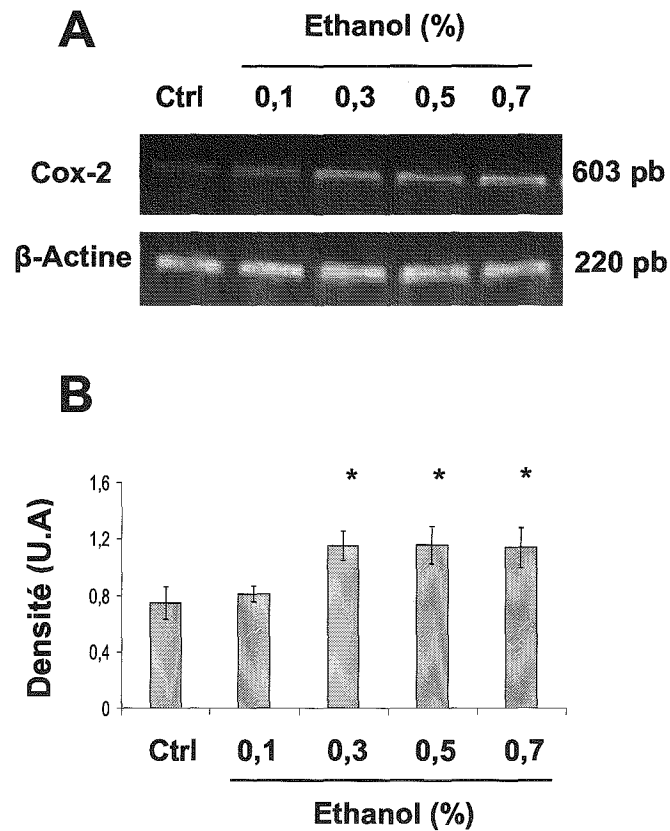 A
Ethanol (%)
Ctrl 0,1 0,3 0,5 0,7
Cox-2 603 pb
β-Actine 220 pb
B
* * *
Densité (U.A)
1,6
1,2
0,8
0,4
0
Ctrl 0,1 0,3 0,5 0,7
Ethanol (%)